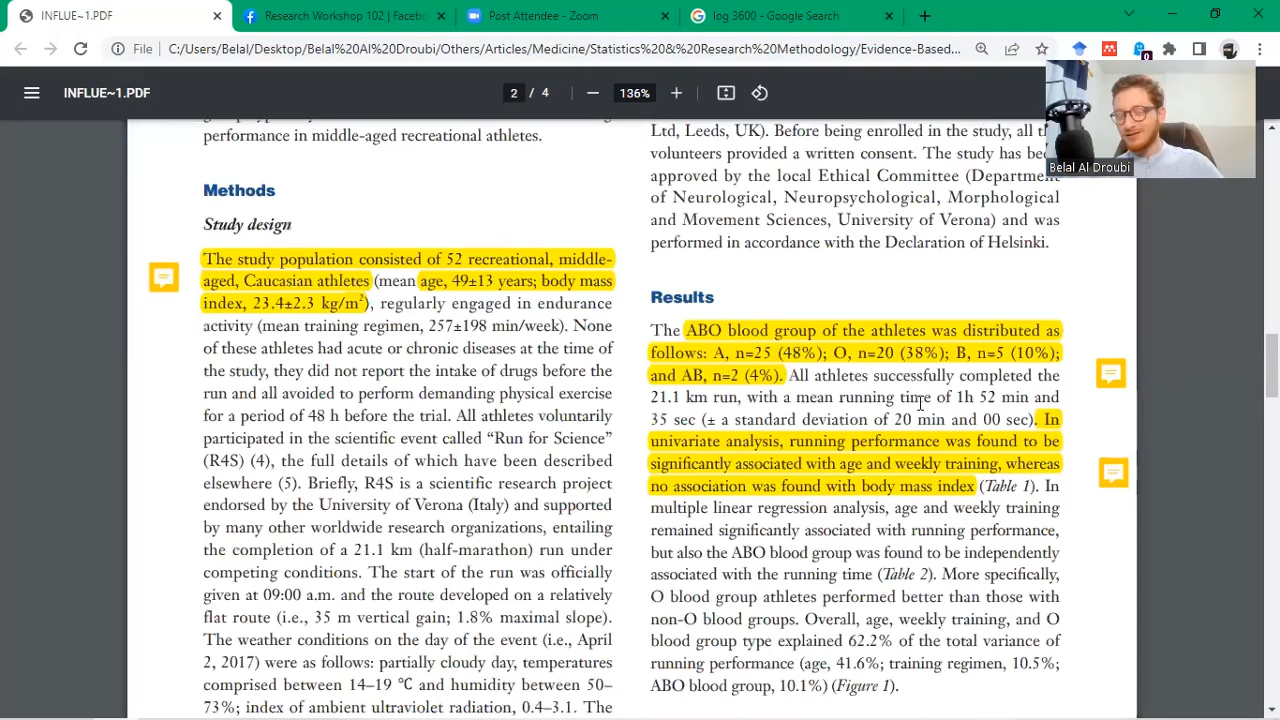 INFLUE~1.PDF
Research Workshop 102 | Faceb
Post Attendee - Zoom
log 3600 - Google Search
File
C:/Users/Belal/Desktop/Belal%20Al%20Droubi/Others/Articles/Medicine/Statistics%20&%20Research%20Methodology/Evidence-Based...
INFLUE~1.PDF
2 / 4
136%
0
Belal Al Droubi
performance in middle-aged recreational athletes.
Methods
Study design
The study population consisted of 52 recreational, middle-
aged, Caucasian athletes (mean age, 49±13 years; body mass
index, 23.4±2.3 kg/m²), regularly engaged in endurance
activity (mean training regimen, 257±198 min/week). None
of these athletes had acute or chronic diseases at the time of
the study, they did not report the intake of drugs before the
run and all avoided to perform demanding physical exercise
for a period of 48 h before the trial. All athletes voluntarily
participated in the scientific event called “Run for Science”
(R4S) (4), the full details of which have been described
elsewhere (5). Briefly, R4S is a scientific research project
endorsed by the University of Verona (Italy) and supported
by many other worldwide research organizations, entailing
the completion of a 21.1 km (half-marathon) run under
competing conditions. The start of the run was officially
given at 09:00 a.m. and the route developed on a relatively
flat route (i.e., 35 m vertical gain; 1.8% maximal slope).
The weather conditions on the day of the event (i.e., April
2, 2017) were as follows: partially cloudy day, temperatures
comprised between 14–19 ℃ and humidity between 50–
73%; index of ambient ultraviolet radiation, 0.4–3.1. The
Ltd, Leeds, UK). Before being enrolled in the study, all th
volunteers provided a written consent. The study has bee
approved by the local Ethical Committee (Department
of Neurological, Neuropsychological, Morphological
and Movement Sciences, University of Verona) and was
performed in accordance with the Declaration of Helsinki.
Results
The ABO blood group of the athletes was distributed as
follows: A, n=25 (48%); O, n=20 (38%); B, n=5 (10%);
and AB, n=2 (4%). All athletes successfully completed the
21.1 km run, with a mean running time of 1h 52 min and
35 sec (± a standard deviation of 20 min and 00 sec). In
univariate analysis, running performance was found to be
significantly associated with age and weekly training, whereas
no association was found with body mass index (Table 1). In
multiple linear regression analysis, age and weekly training
remained significantly associated with running performance,
but also the ABO blood group was found to be independently
associated with the running time (Table 2). More specifically,
O blood group athletes performed better than those with
non-O blood groups. Overall, age, weekly training, and O
blood group type explained 62.2% of the total variance of
running performance (age, 41.6%; training regimen, 10.5%;
ABO blood group, 10.1%) (Figure 1).